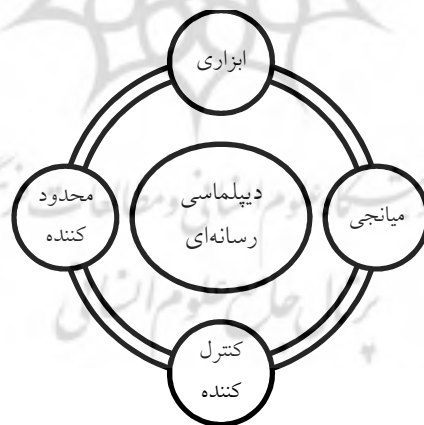 ابزاری
میانجی
دیپلماسی
رسانه‌ای
محدود
کننده
کنترل
کننده